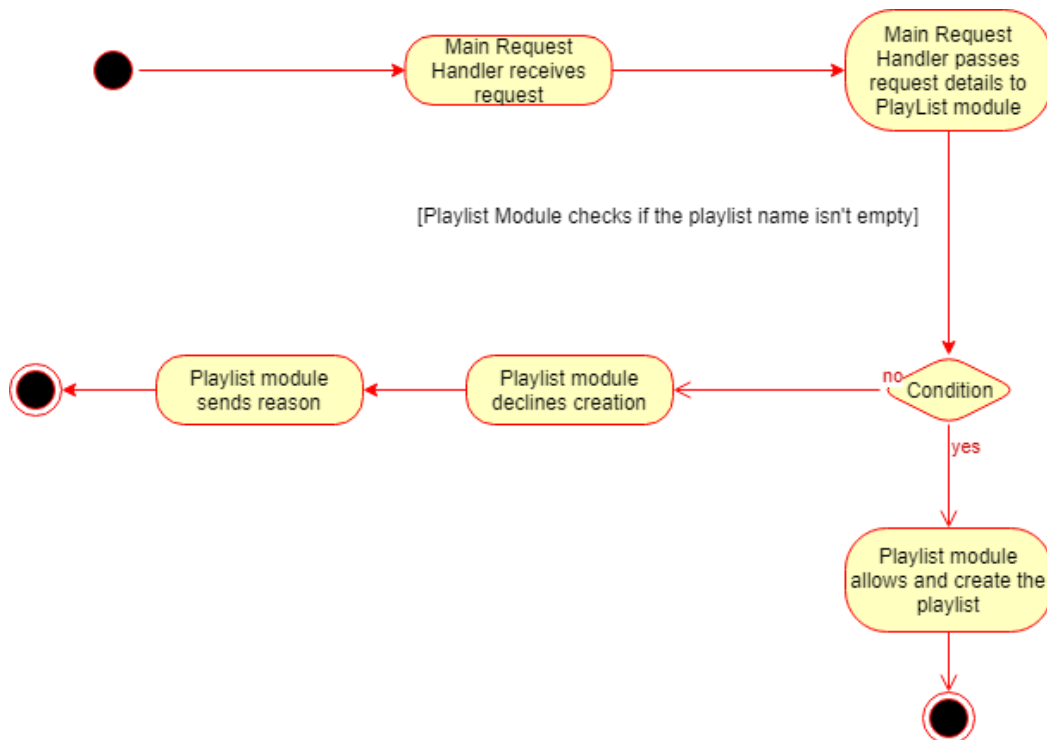 Main Request
Handler receives
request
Main Request
Handler passes
request details to
PlayList module
[Playlist Module checks if the playlist name isn't empty]
Playlist module
sends reason
Playlist module
declines creation
no
Condition
yes
Playlist module
allows and create the
playlist